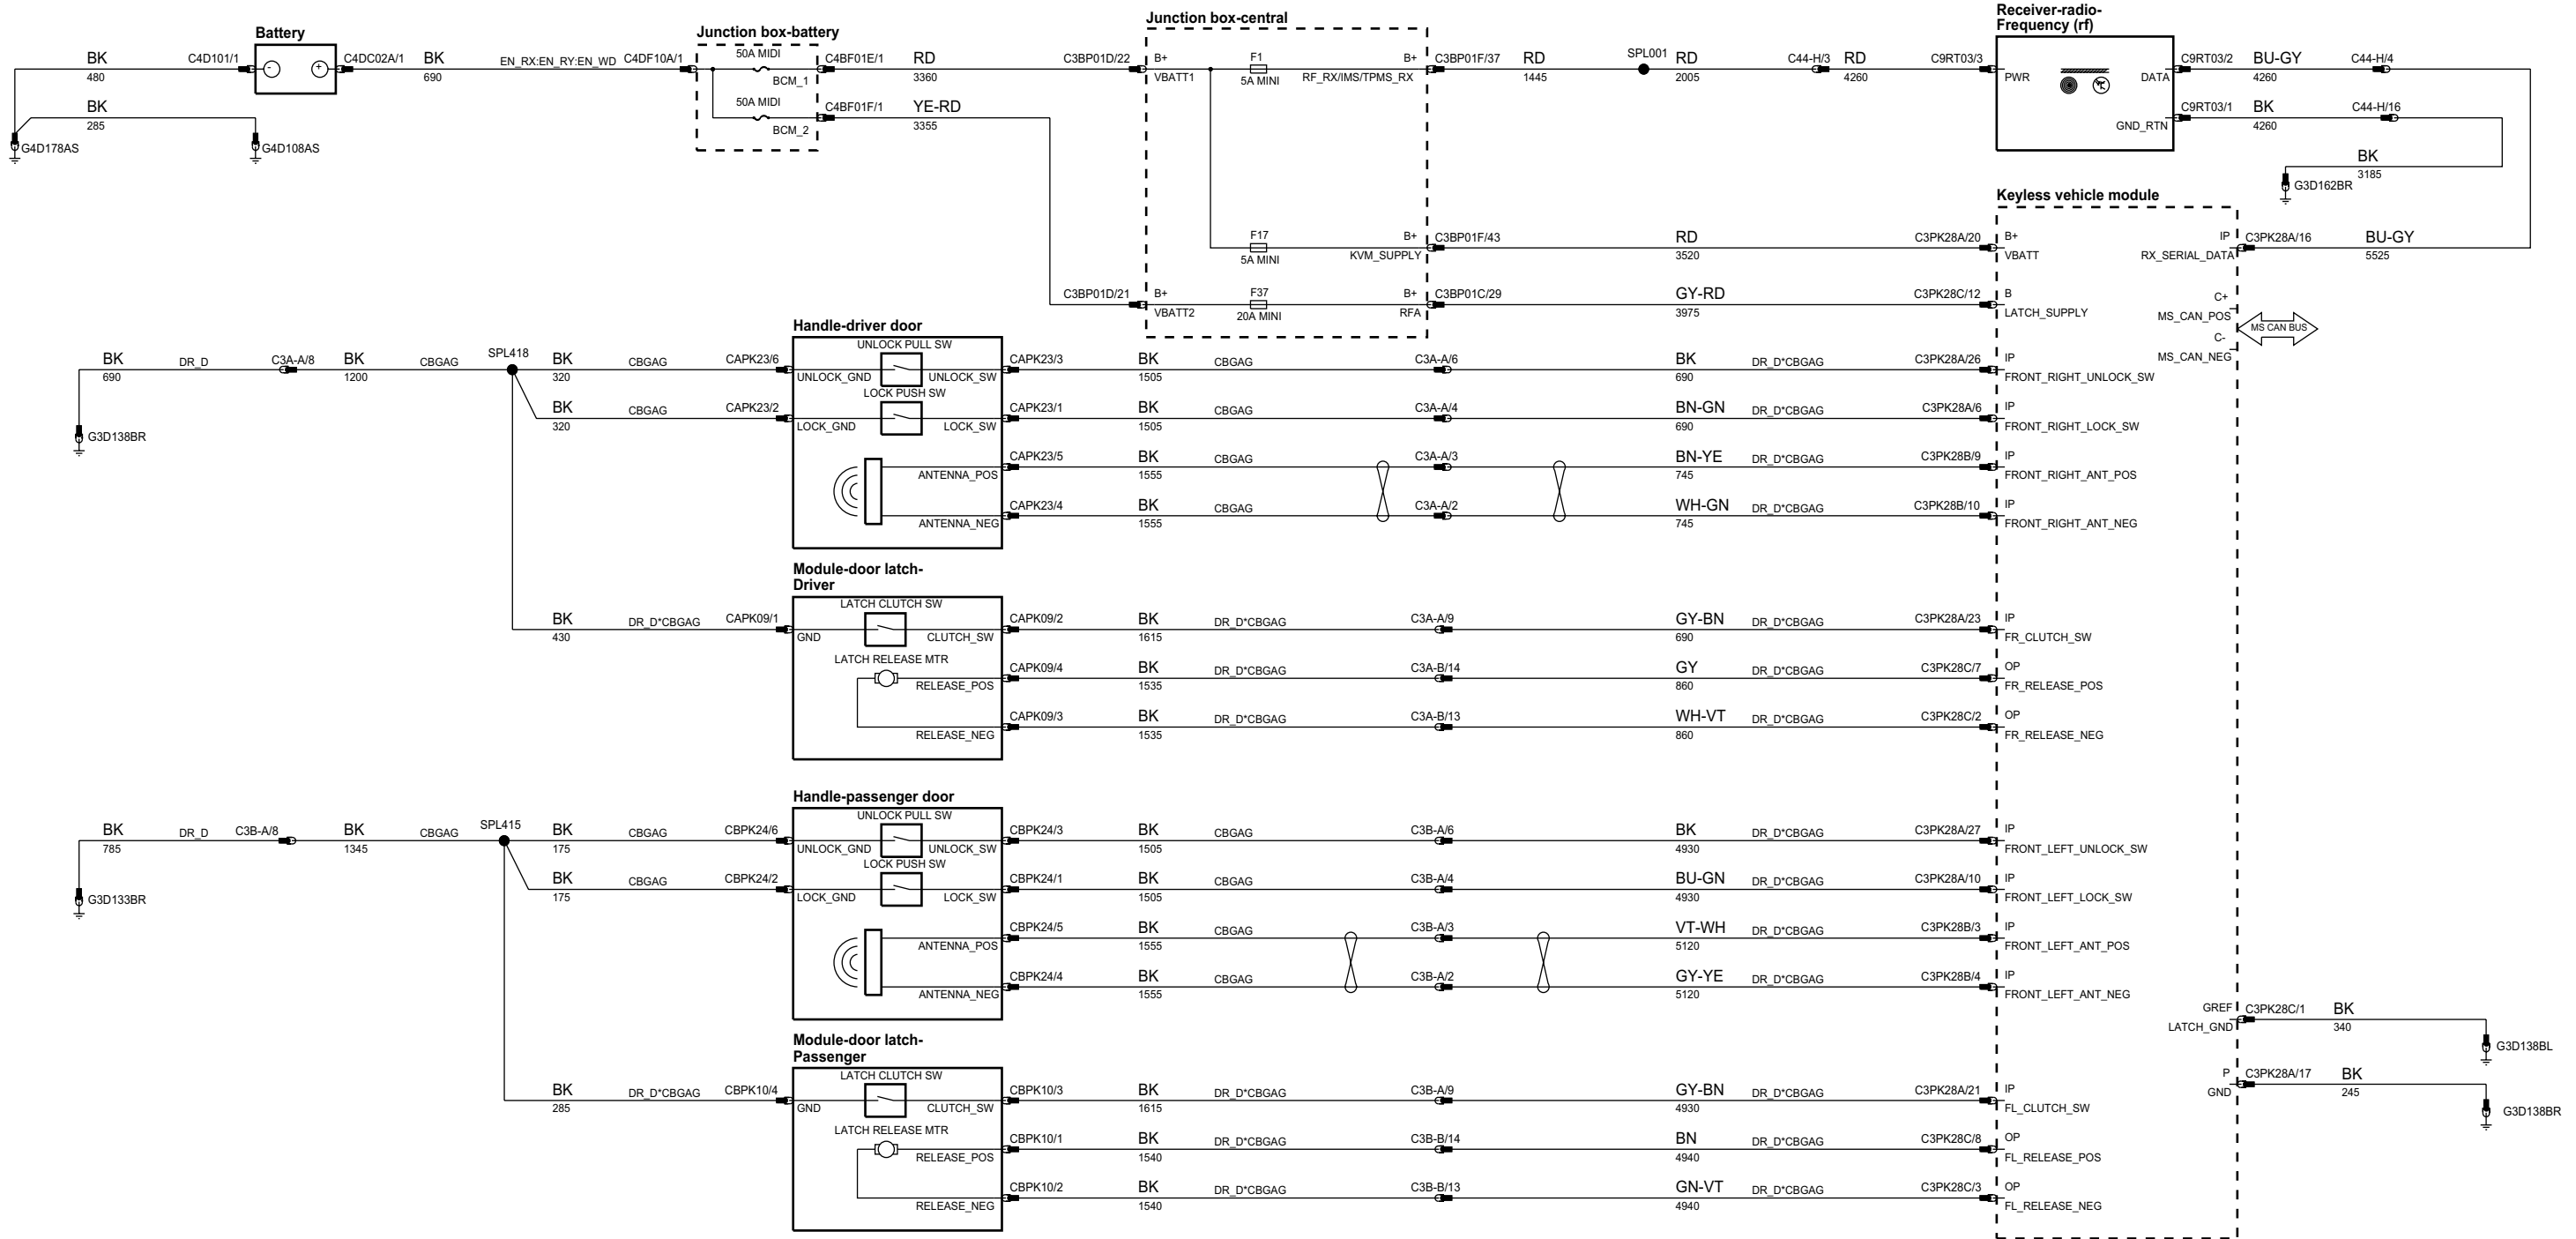 Battery
BK
480
C4D101/1
-
+
C4DC02A/1
BK
690
EN_RX:EN_RY:EN_WD
C4DF10A/1
BK
285
G4D178AS
G4D108AS
Junction box-battery
50A MIDI
BCM_1
50A MIDI
BCM_2
C4BF01E/1
RD
3360
C4BF01F/1
YE-RD
3355
Junction box-central
C3BP01D/22
B+
VBATT1
F1
5A MINI
B+
RF_RX/IMS/TPMS_RX
C3BP01F/37
RD
1445
SPL001
RD
2005
C44-H/3
RD
4260
C9RT03/3
F17
5A MINI
B+
KVM_SUPPLY
C3BP01F/43
RD
3520
C3PK28A/20
C3BP01D/21
B+
VBATT2
F37
20A MINI
B+
RFA
C3BP01C/29
GY-RD
3975
C3PK28C/12
Receiver-radio-
Frequency (rf)
PWR
DATA
GND_RTN
C9RT03/2
BU-GY
4260
C44-H/4
C9RT03/1
BK
4260
C44-H/16
BK
3185
G3D162BR
Keyless vehicle module
B+
VBATT
IP
RX_SERIAL_DATA
C3PK28A/16
BU-GY
5525
B
LATCH_SUPPLY
C+
MS_CAN_POS
C-
MS_CAN_NEG
MS CAN BUS
Handle-driver door
BK
690
DR_D
C3A-A/8
BK
1200
CBGAG
SPL418
BK
320
CBGAG
CAPK23/6
UNLOCK PULL SW
UNLOCK_GND
UNLOCK_SW
CAPK23/3
BK
1505
CBGAG
C3A-A/6
BK
690
DR_D*CBGAG
C3PK28A/26
IP
FRONT_RIGHT_UNLOCK_SW
G3D138BR
BK
320
CBGAG
CAPK23/2
LOCK PUSH SW
LOCK_GND
LOCK_SW
CAPK23/1
BK
1505
CBGAG
C3A-A/4
BN-GN
690
DR_D*CBGAG
C3PK28A/6
IP
FRONT_RIGHT_LOCK_SW
ANTENNA_POS
CAPK23/5
BK
1555
CBGAG
C3A-A/3
BN-YE
745
DR_D*CBGAG
C3PK28B/9
IP
FRONT_RIGHT_ANT_POS
ANTENNA_NEG
CAPK23/4
BK
1555
CBGAG
C3A-A/2
WH-GN
745
DR_D*CBGAG
C3PK28B/10
IP
FRONT_RIGHT_ANT_NEG
Module-door latch-
Driver
BK
430
DR_D*CBGAG
CAPK09/1
LATCH CLUTCH SW
GND
CLUTCH_SW
CAPK09/2
BK
1615
DR_D*CBGAG
C3A-A/9
GY-BN
690
DR_D*CBGAG
C3PK28A/23
IP
FR_CLUTCH_SW
LATCH RELEASE MTR
RELEASE_POS
CAPK09/4
BK
1535
DR_D*CBGAG
C3A-B/14
GY
860
DR_D*CBGAG
C3PK28C/7
OP
FR_RELEASE_POS
RELEASE_NEG
CAPK09/3
BK
1535
DR_D*CBGAG
C3A-B/13
WH-VT
860
DR_D*CBGAG
C3PK28C/2
OP
FR_RELEASE_NEG
Handle-passenger door
BK
785
DR_D
C3B-A/8
BK
1345
CBGAG
SPL415
BK
175
CBGAG
CBPK24/6
UNLOCK PULL SW
UNLOCK_GND
UNLOCK_SW
CBPK24/3
BK
1505
CBGAG
C3B-A/6
BK
4930
DR_D*CBGAG
C3PK28A/27
IP
FRONT_LEFT_UNLOCK_SW
G3D133BR
BK
175
CBGAG
CBPK24/2
LOCK PUSH SW
LOCK_GND
LOCK_SW
CBPK24/1
BK
1505
CBGAG
C3B-A/4
BU-GN
4930
DR_D*CBGAG
C3PK28A/10
IP
FRONT_LEFT_LOCK_SW
ANTENNA_POS
CBPK24/5
BK
1555
CBGAG
C3B-A/3
VT-WH
5120
DR_D*CBGAG
C3PK28B/3
IP
FRONT_LEFT_ANT_POS
ANTENNA_NEG
CBPK24/4
BK
1555
CBGAG
C3B-A/2
GY-YE
5120
DR_D*CBGAG
C3PK28B/4
IP
FRONT_LEFT_ANT_NEG
GREF
LATCH_GND
C3PK28C/1
BK
340
G3D138BL
Module-door latch-
Passenger
BK
285
DR_D*CBGAG
CBPK10/4
LATCH CLUTCH SW
GND
CLUTCH_SW
CBPK10/3
BK
1615
DR_D*CBGAG
C3B-A/9
GY-BN
4930
DR_D*CBGAG
C3PK28A/21
IP
FL_CLUTCH_SW
P
GND
C3PK28A/17
BK
245
G3D138BR
LATCH RELEASE MTR
RELEASE_POS
CBPK10/1
BK
1540
DR_D*CBGAG
C3B-B/14
BN
4940
DR_D*CBGAG
C3PK28C/8
OP
FL_RELEASE_POS
RELEASE_NEG
CBPK10/2
BK
1540
DR_D*CBGAG
C3B-B/13
GN-VT
4940
DR_D*CBGAG
C3PK28C/3
OP
FL_RELEASE_NEG